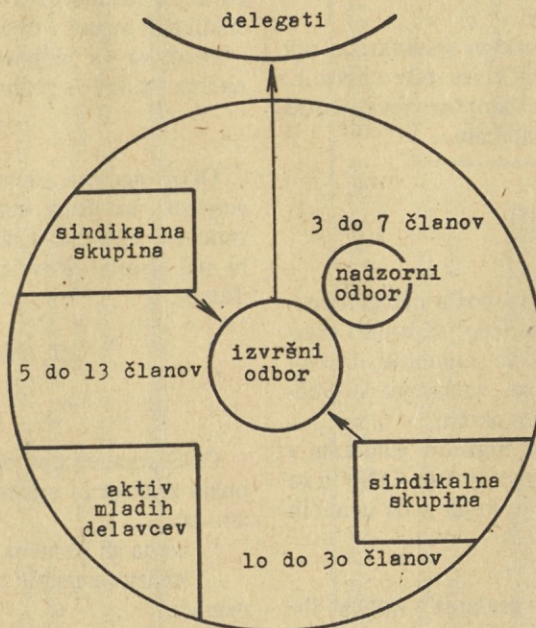 delegati
sindikalna
skupina
3 do 7 članov
nadzorni
odbor
izvršni
odbor
5 do 13 članov
aktiv
mladih
delavcev
sindikalna
skupina
lo do 3o članov